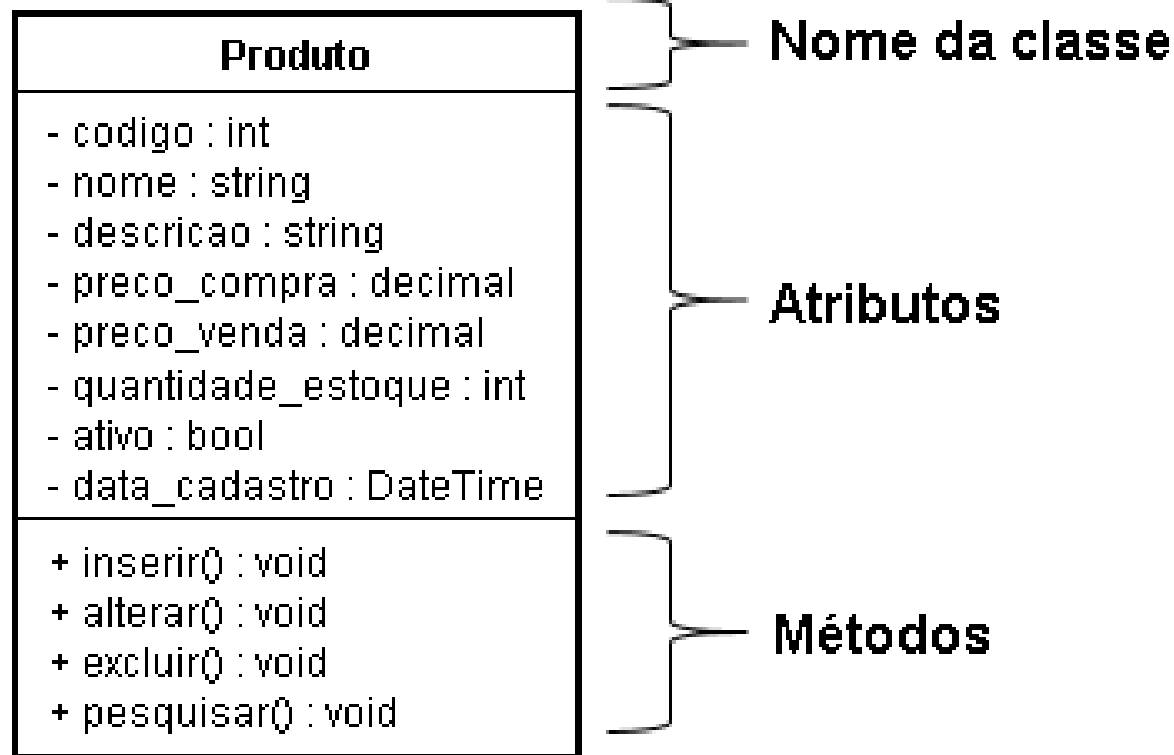 Produto
- codigo : int
- nome : string
- descricao : string
- preco_compra : decimal
- preco_venda : decimal
- quantidade_estoque : int
- ativo : bool
- data_cadastro : DateTime
+ inserir() : void
+ alterar() : void
+ excluir() : void
+ pesquisar() : void
Nome da classe
Atributos
Métodos